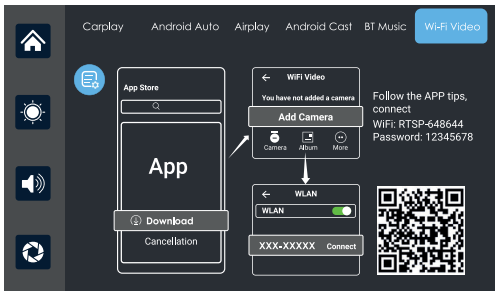 Carplay Android Auto Airplay Android Cast BT Music Wi-Fi Video
App Store
App
Download
Cancellation
WiFi Video
You have not added a camera
Add Camera
Camera Album More
WLAN
WLAN
XXX-XXXXX Connect
Follow the APP tips,
connect
WiFi: RTSP-648644
Password: 12345678